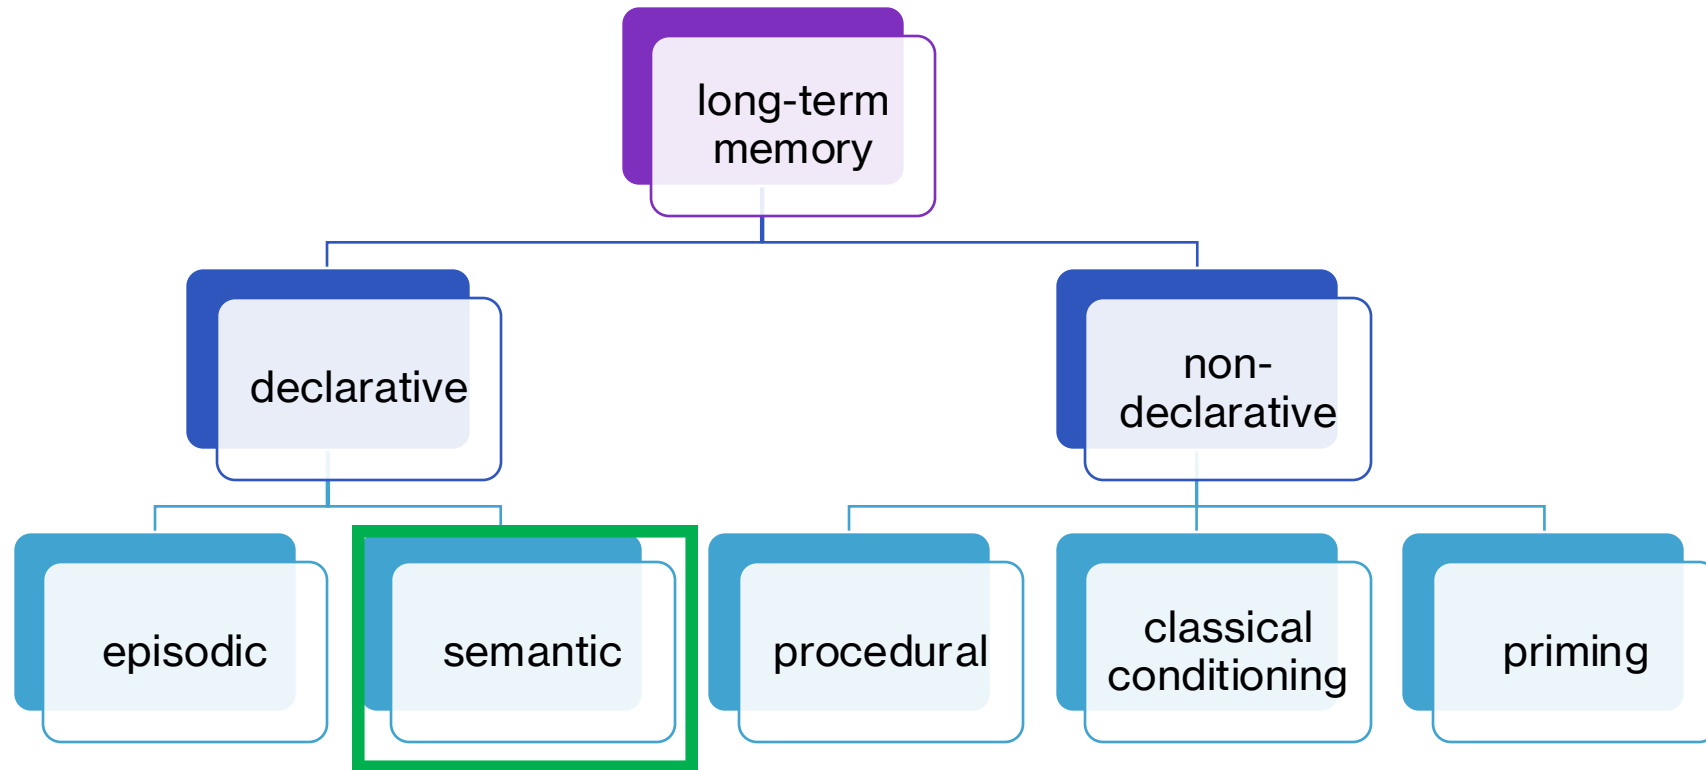 long-term
memory
declarative
non-
declarative
episodic
semantic
procedural
classical
conditioning
priming